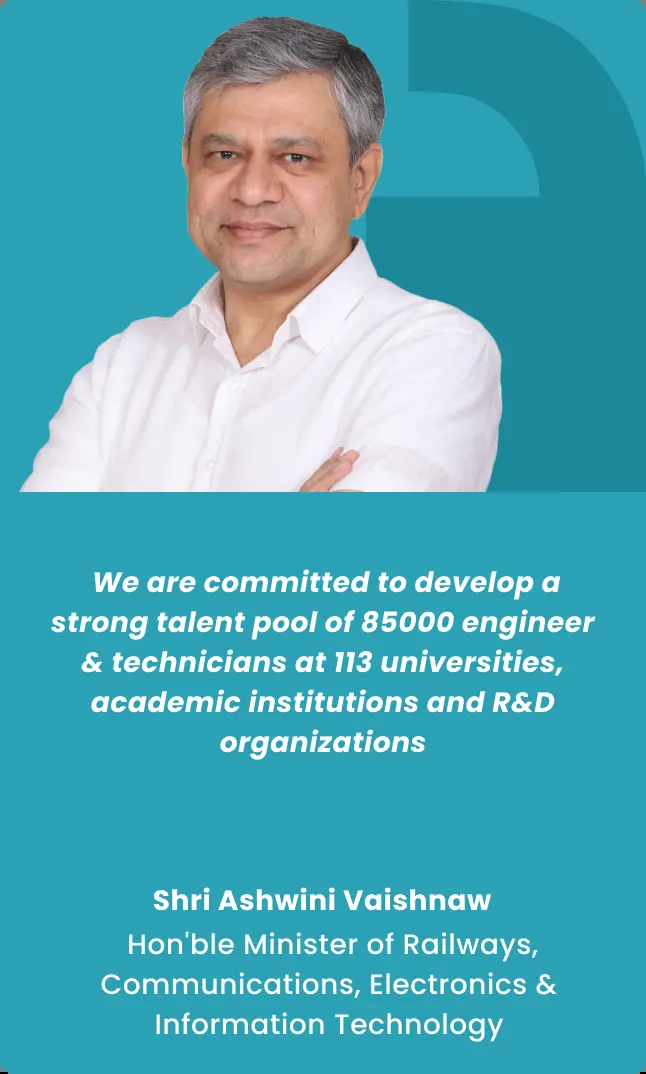 We are committed to develop a
strong talent pool of 85000 engineer
& technicians at 113 universities,
academic institutions and R&D
organizations
Shri Ashwini Vaishnaw
Hon'ble Minister of Railways,
Communications, Electronics &
Information Technology